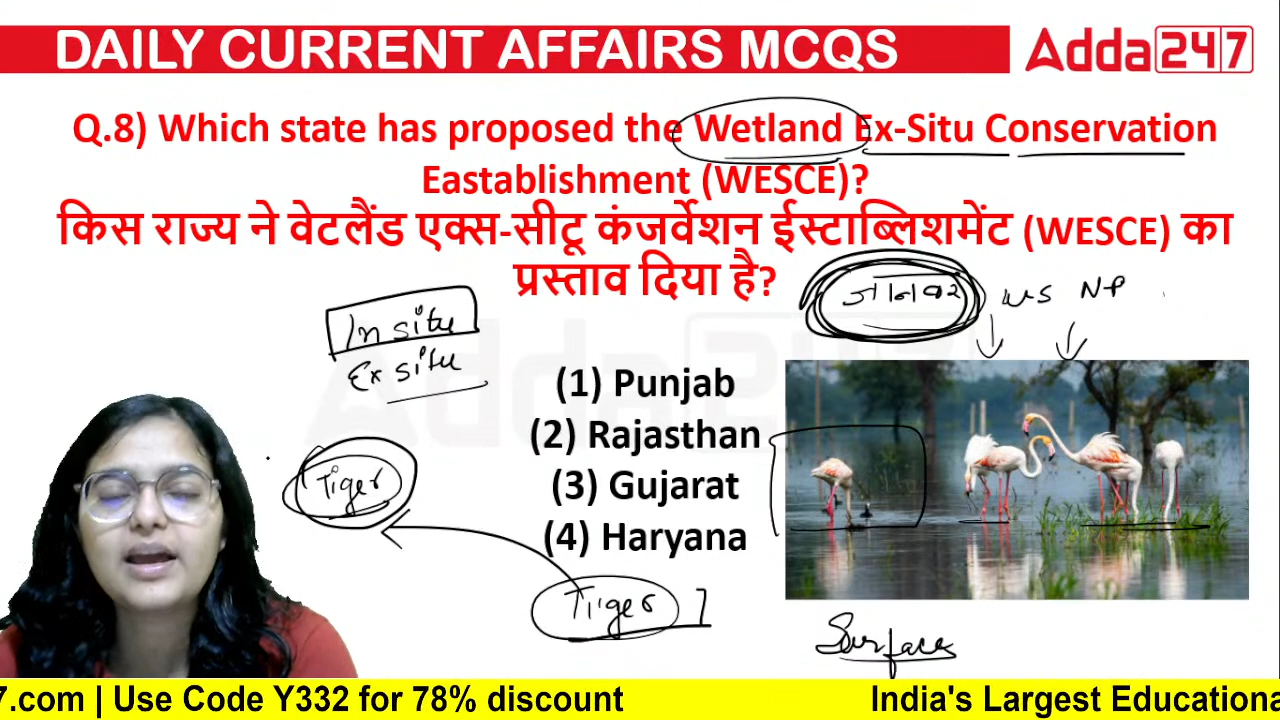 DAILY CURRENT AFFAIRS MCQS
Adda247
Q.8) Which state has proposed the Wetland Ex-Situ Conservation
Eastablishment (WESCE)?
किस राज्य ने वेटलैंड एक्स-सीटू कंजर्वेशन ईस्टाब्लिशमेंट (WESCE) का
प्रस्ताव दिया है?
जानवर WS NP
In situ
Ex situ
(1) Punjab
(2) Rajasthan
(3) Gujarat
(4) Haryana
Tiger
Tiger
Surface
7.com | Use Code Y332 for 78% discount
India's Largest Educationa